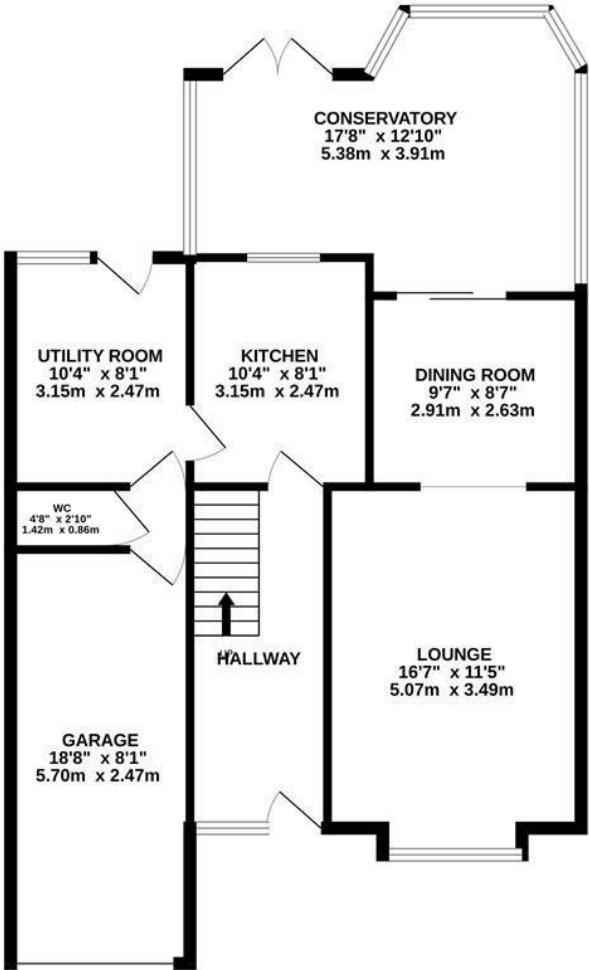 CONSERVATORY
17'8" x 12'10"
5.38m x 3.91m
UTILITY ROOM
10'4" x 8'1"
3.15m x 2.47m
KITCHEN
10'4" x 8'1"
3.15m x 2.47m
DINING ROOM
9'7" x 8'7"
2.91m x 2.63m
WC
4'8" x 2'10"
1.42m x 0.86m
UP
HALLWAY
LOUNGE
16'7" x 11'5"
5.07m x 3.49m
GARAGE
18'8" x 8'1"
5.70m x 2.47m